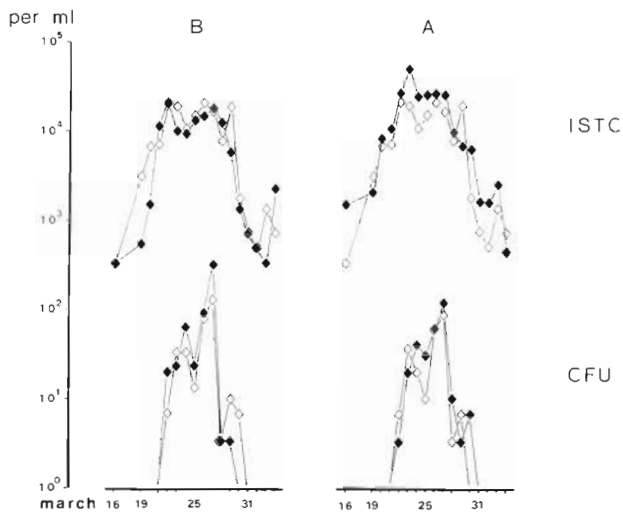 per ml
B A
10⁵
ISTC
10⁴
10³
10²
CFU
10¹
10⁰
march 16 19 25 31 16 19 25 31